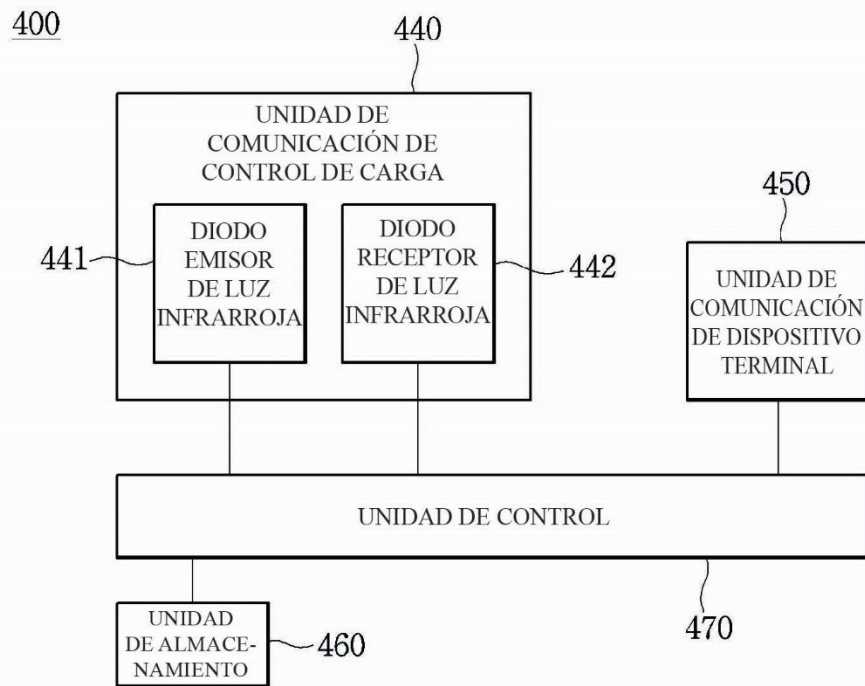 400
440
UNIDAD DE
COMUNICACIÓN DE
CONTROL DE CARGA
441
DIODO
EMISOR
DE LUZ
INFRARROJA
DIODO
RECEPTOR
DE LUZ
INFRARROJA
442
450
UNIDAD DE
COMUNICACIÓN
DE DISPOSITIVO
TERMINAL
UNIDAD DE CONTROL
470
UNIDAD
DE ALMACE-
NAMIENTO
460